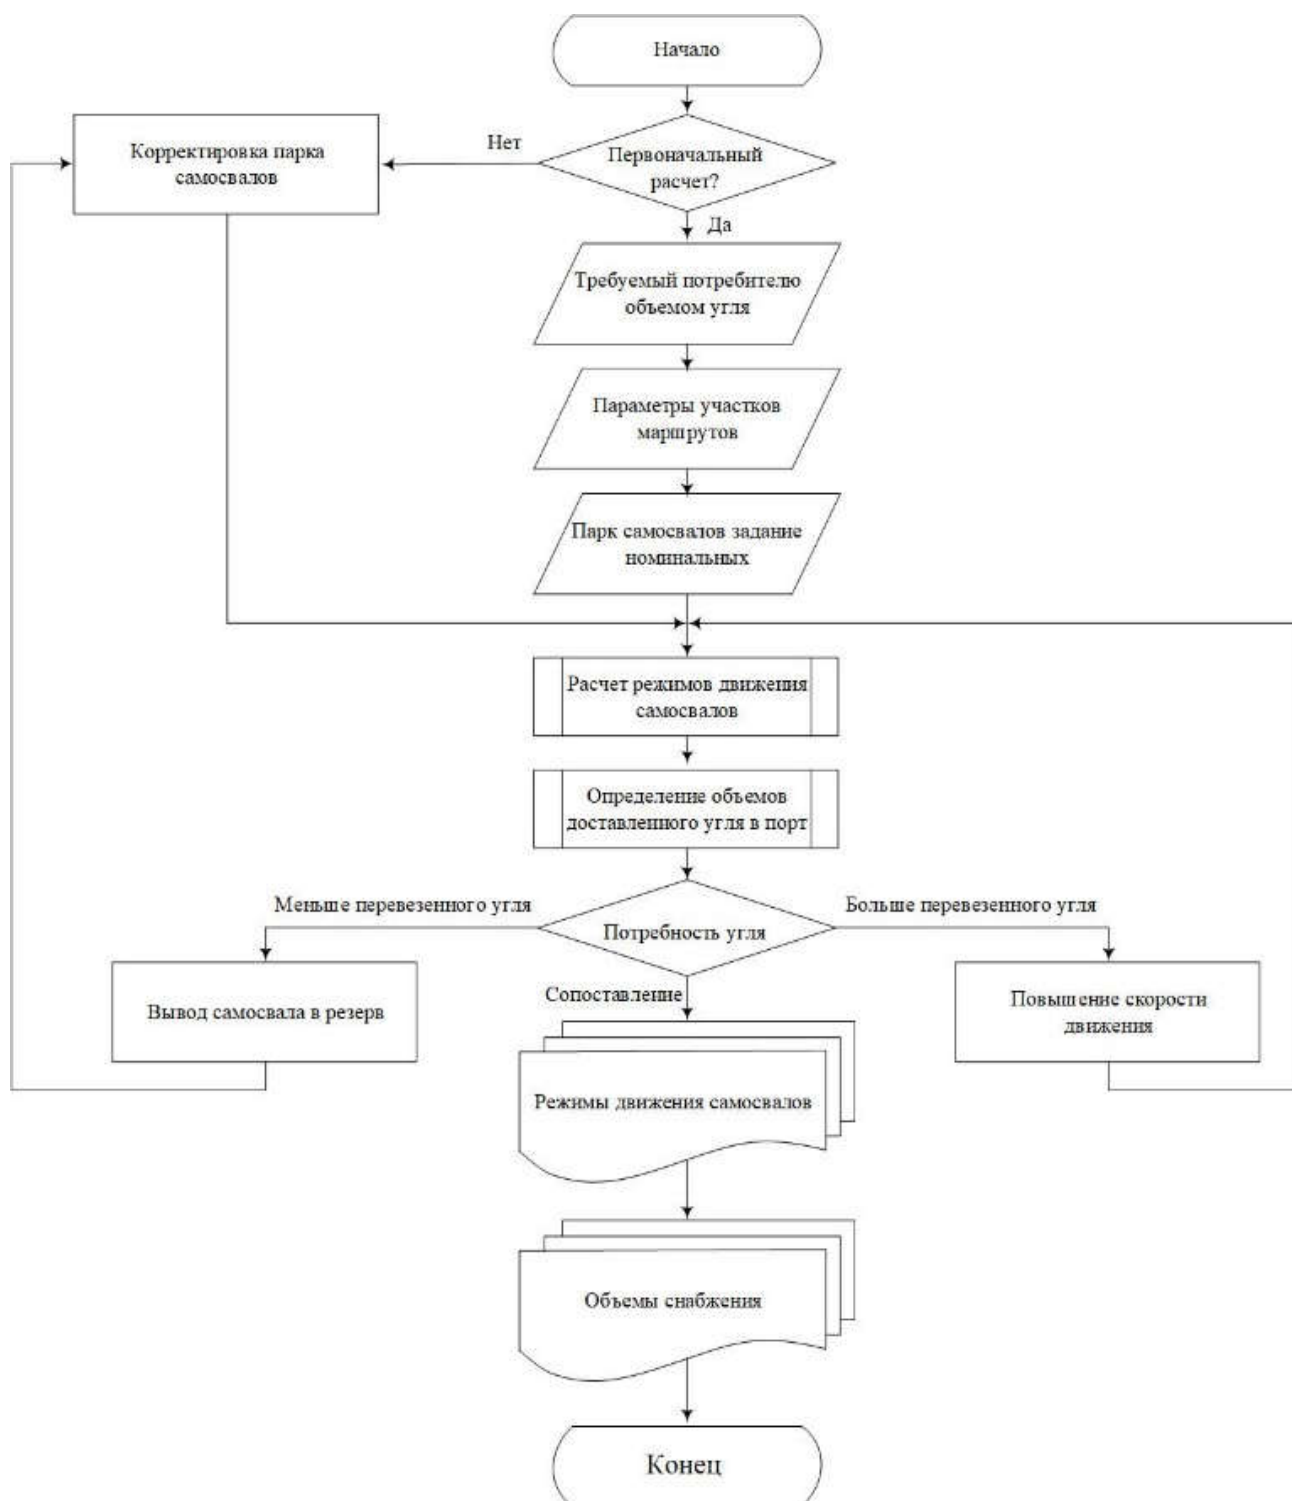 Начало
Нет
Корректировка парка
самосвалов
Первоначальный
расчет?
Да
Требуемый потребителю
объемом угля
Параметры участков
маршрутов
Парк самосвалов задание
номинальных
Расчет режимов движения
самосвалов
Определение объемов
доставленного угля в порт
Меньше перевезенного угля
Больше перевезенного угля
Потребность угля
Вывод самосвала в резерв
Сопоставление
Повышение скорости
движения
Режимы движения самосвалов
Объемы снабжения
Конец